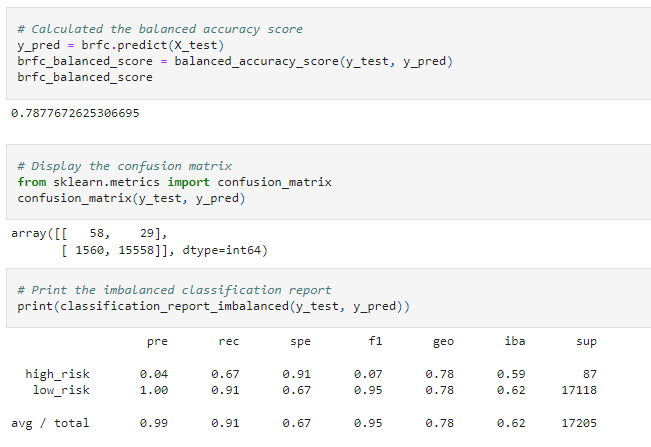 # Calculated the balanced accuracy score
y_pred = brfc.predict(X_test)
brfc_balanced_score = balanced_accuracy_score(y_test, y_pred)
brfc_balanced_score
0.7877672625306695
# Display the confusion matrix
from sklearn.metrics import confusion_matrix
confusion_matrix(y_test, y_pred)
array([[   58,    29],
       [ 1560, 15558]], dtype=int64)
# Print the imbalanced classification report
print(classification_report_imbalanced(y_test, y_pred))
                   pre       rec       spe        f1       geo       iba       sup
  high_risk       0.04      0.67      0.91      0.07      0.78      0.59        87
   low_risk       1.00      0.91      0.67      0.95      0.78      0.62     17118
avg / total       0.99      0.91      0.67      0.95      0.78      0.62     17205